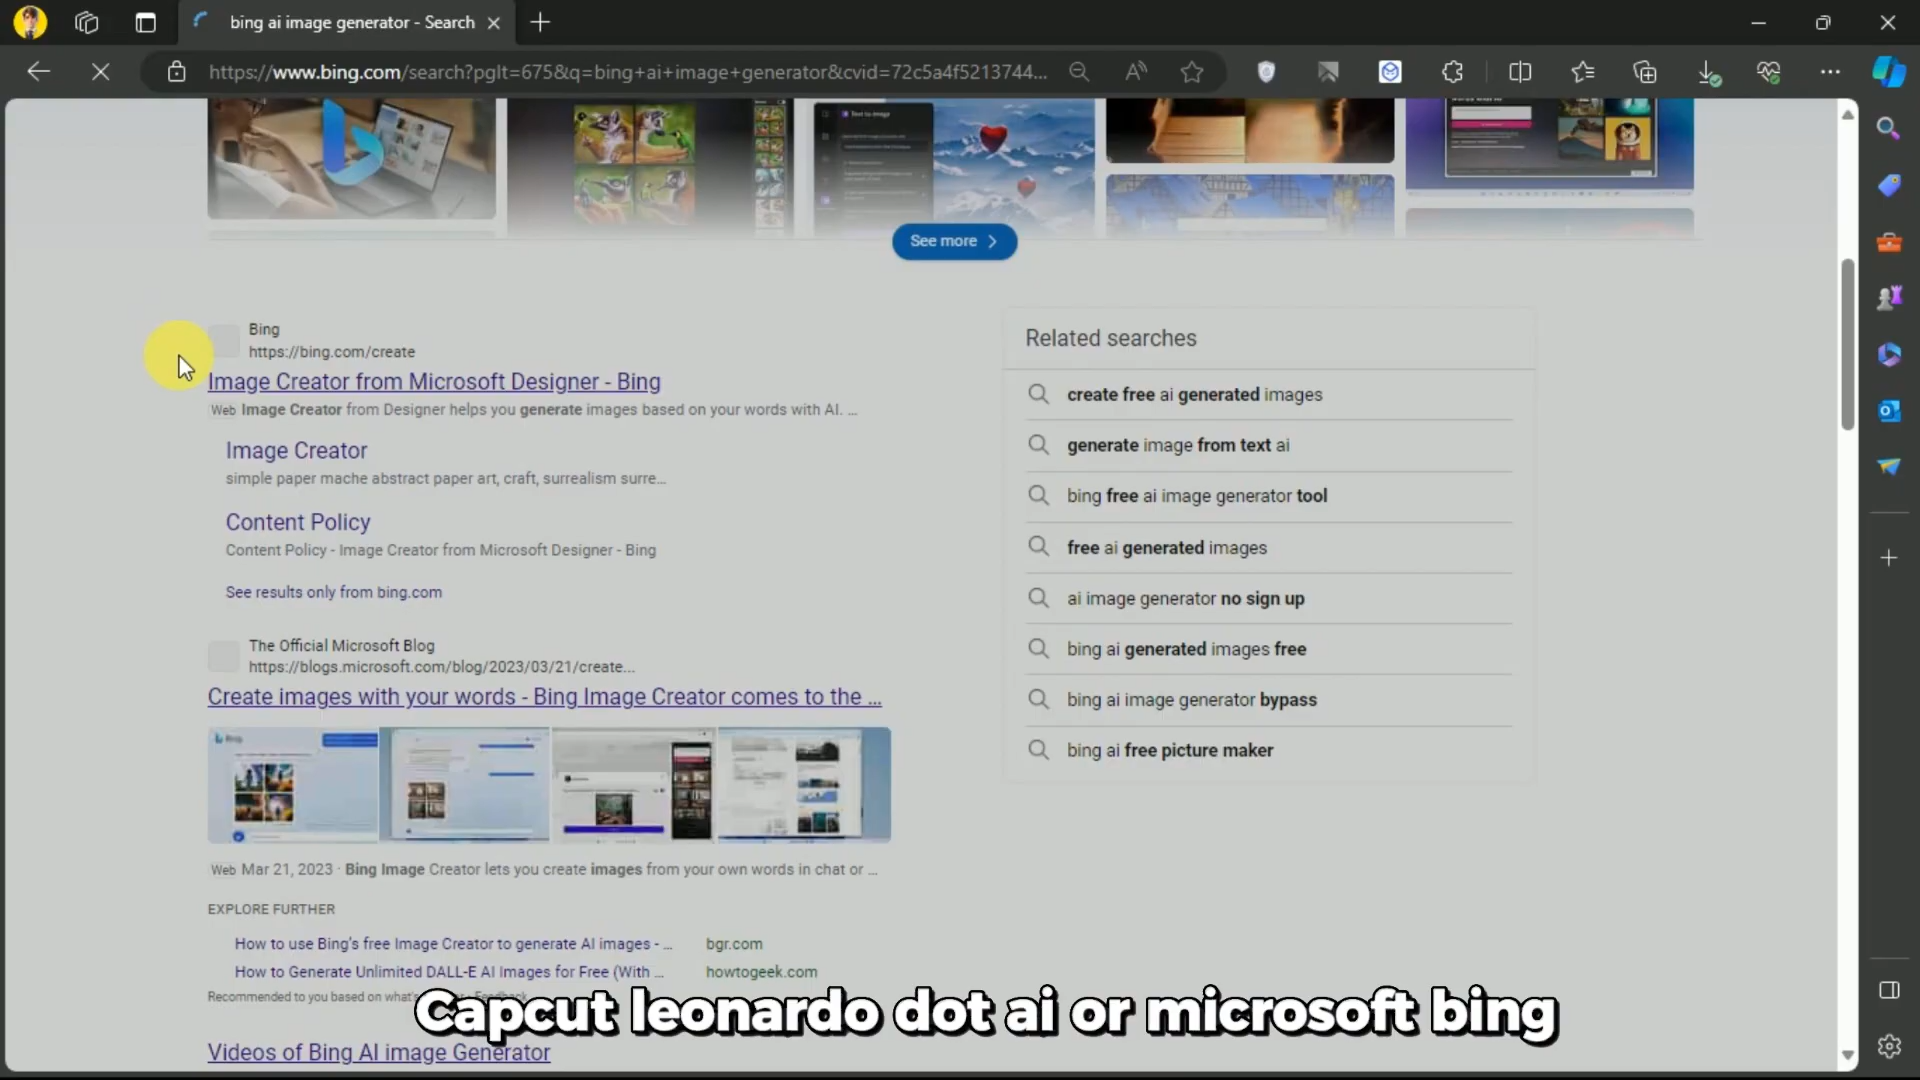 bing ai image generator - Search
https://www.bing.com/search?pglt=675&q=bing+ai+image+generator&cvid=72c5a4f5213744...
See more
Bing
https://bing.com/create
Image Creator from Microsoft Designer - Bing
Web Image Creator from Designer helps you generate images based on your words with AI. ...
Image Creator
simple paper mache abstract paper art, craft, surrealism surre...
Content Policy
Content Policy - Image Creator from Microsoft Designer - Bing
See results only from bing.com
The Official Microsoft Blog
https://blogs.microsoft.com/blog/2023/03/21/create...
Create images with your words - Bing Image Creator comes to the ...
Web Mar 21, 2023 · Bing Image Creator lets you create images from your own words in chat or ...
EXPLORE FURTHER
How to use Bing's free Image Creator to generate AI images - ... bgr.com
How to Generate Unlimited DALL-E AI Images for Free (With ... howtogeek.com
Recommended to you based on what's Feedback
Videos of Bing AI image Generator
Related searches
create free ai generated images
generate image from text ai
bing free ai image generator tool
free ai generated images
ai image generator no sign up
bing ai generated images free
bing ai image generator bypass
bing ai free picture maker
Capcut leonardo dot ai or microsoft bing